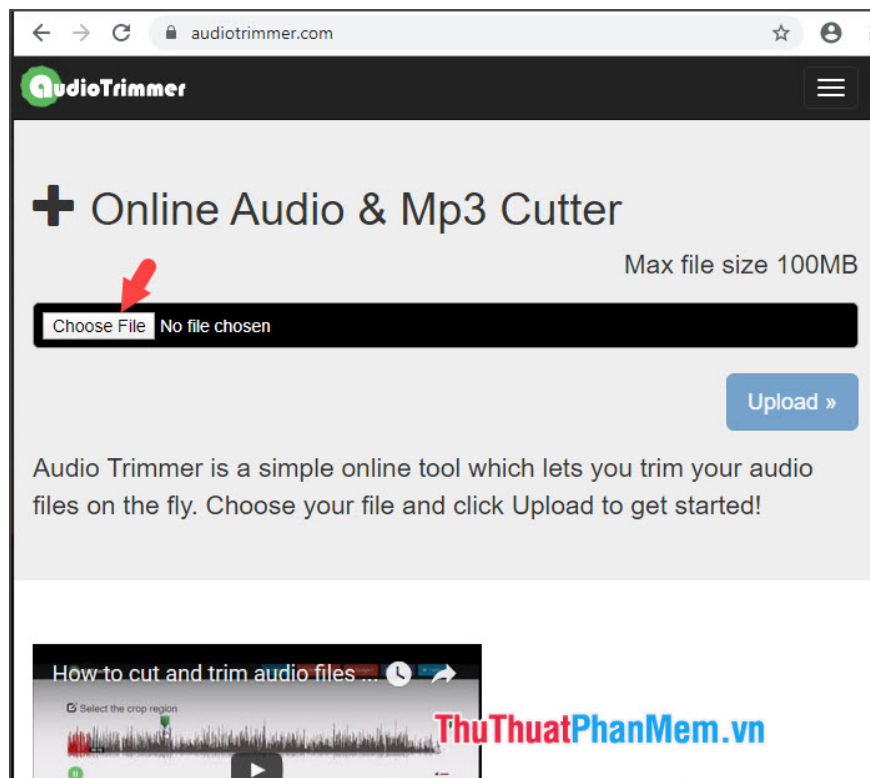 audiotrimmer.com
audioTrimmer
Online Audio & Mp3 Cutter
Max file size 100MB
Choose File No file chosen
Upload »
Audio Trimmer is a simple online tool which lets you trim your audio
files on the fly. Choose your file and click Upload to get started!
How to cut and trim audio files ...
Select the crop region
ThuThuatPhanMem.vn